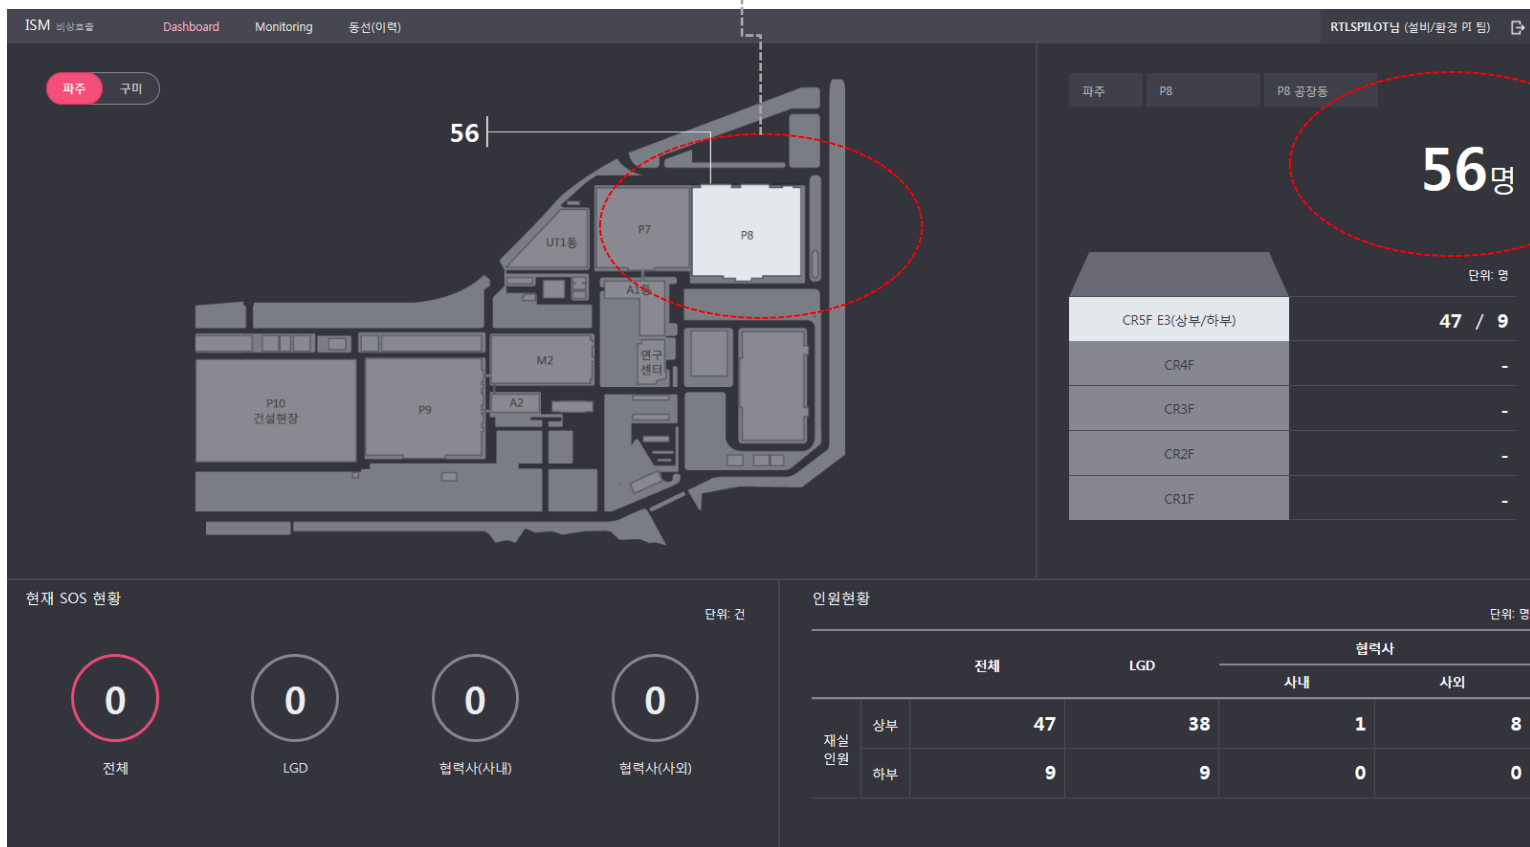 ISM 비상호출
Dashboard
Monitoring
동선(이력)
RTLSPILOT님 (설비/환경 PI 팀)
파주
구미
56
UT1동
P7
P8
A1동
M2
연구
센터
A2
P10
건설현장
P9
파주
P8
P8 공장동
56명
단위: 명
CR5F E3(상부/하부)
47 / 9
CR4F
-
CR3F
-
CR2F
-
CR1F
-
현재 SOS 현황
단위: 건
0
0
0
0
전체
LGD
협력사(사내)
협력사(사외)
인원현황
단위: 명
전체
LGD
협력사
사내
사외
재실
인원
상부
47
38
1
8
하부
9
9
0
0